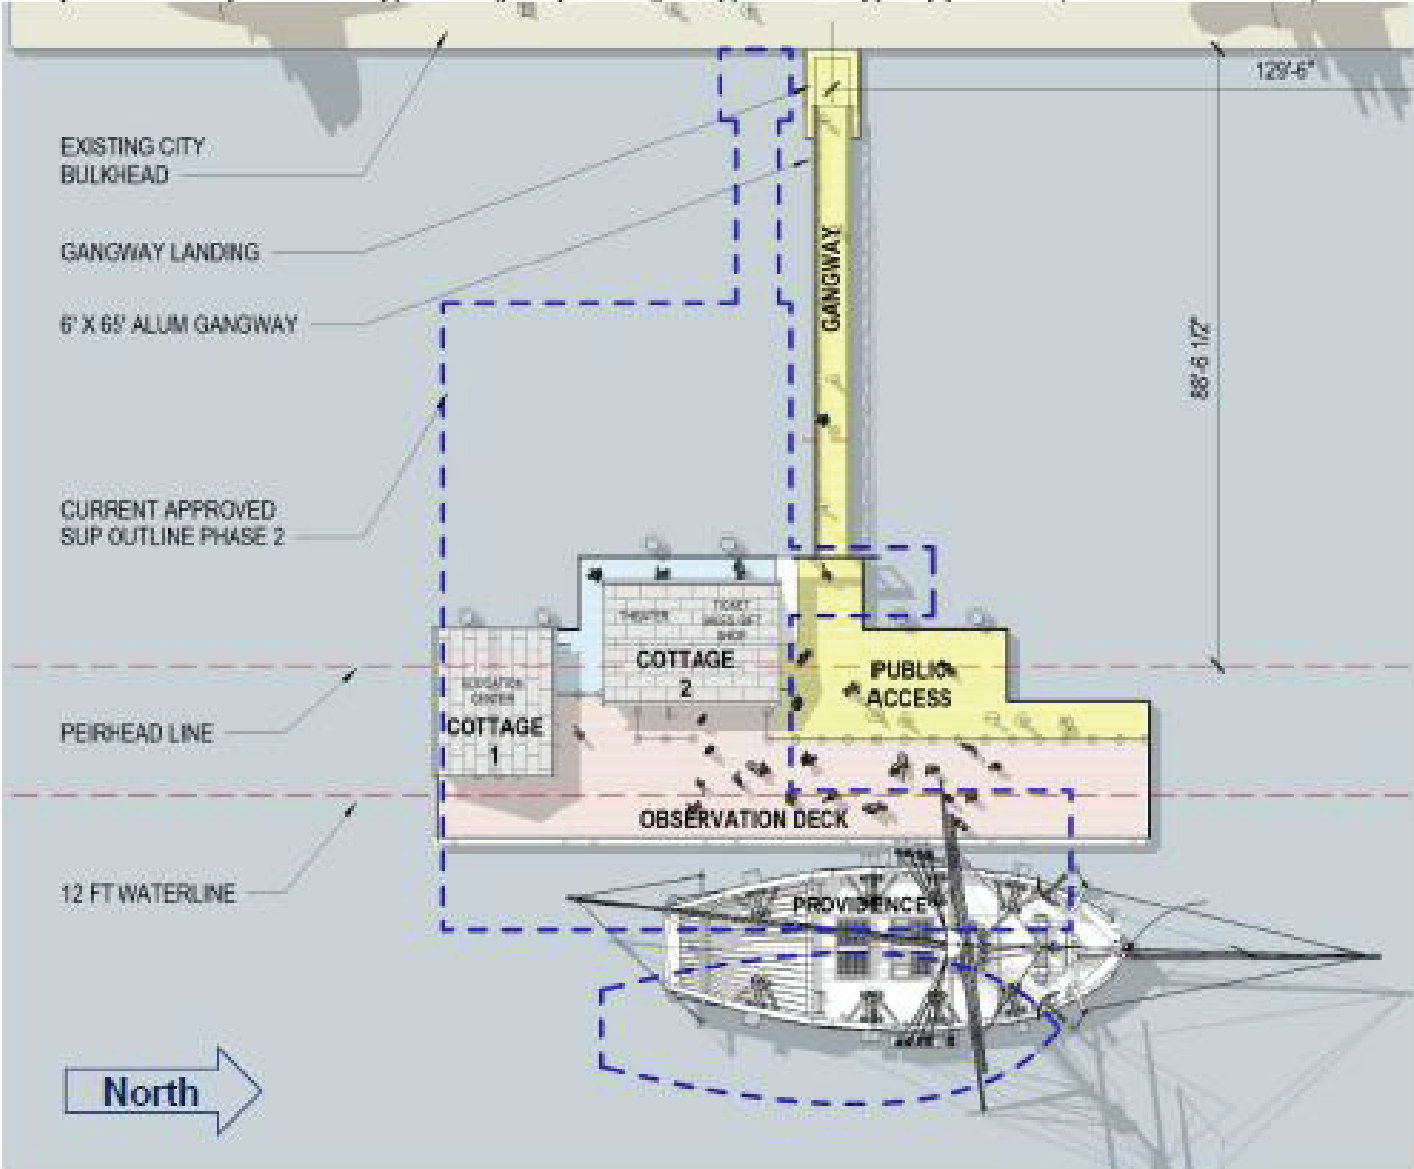 129'-6"
EXISTING CITY
BULKHEAD
GANGWAY LANDING
6' X 65' ALUM GANGWAY
GANGWAY
88'-6 1/2"
CURRENT APPROVED
SUP OUTLINE PHASE 2
THEATER
TICKET
SHOP
COTTAGE
2
PUBLIC
ACCESS
EDUCATION
CENTER
COTTAGE
1
PEIRHEAD LINE
OBSERVATION DECK
12 FT WATERLINE
PROVIDENCE
North